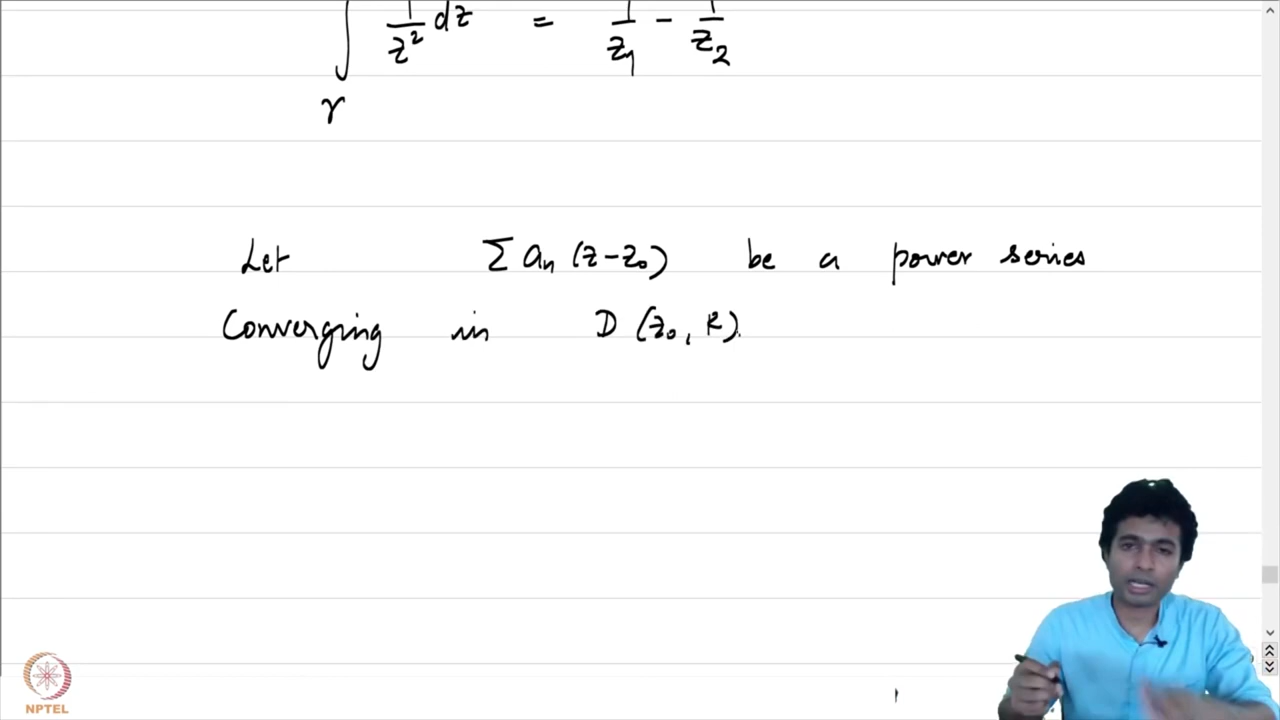 ∫ 1/z² dz = 1/z₁ − 1/z₂
γ
Let Σ aₙ (z−z₀) be a power series
Converging in D (z₀, R).
NPTEL